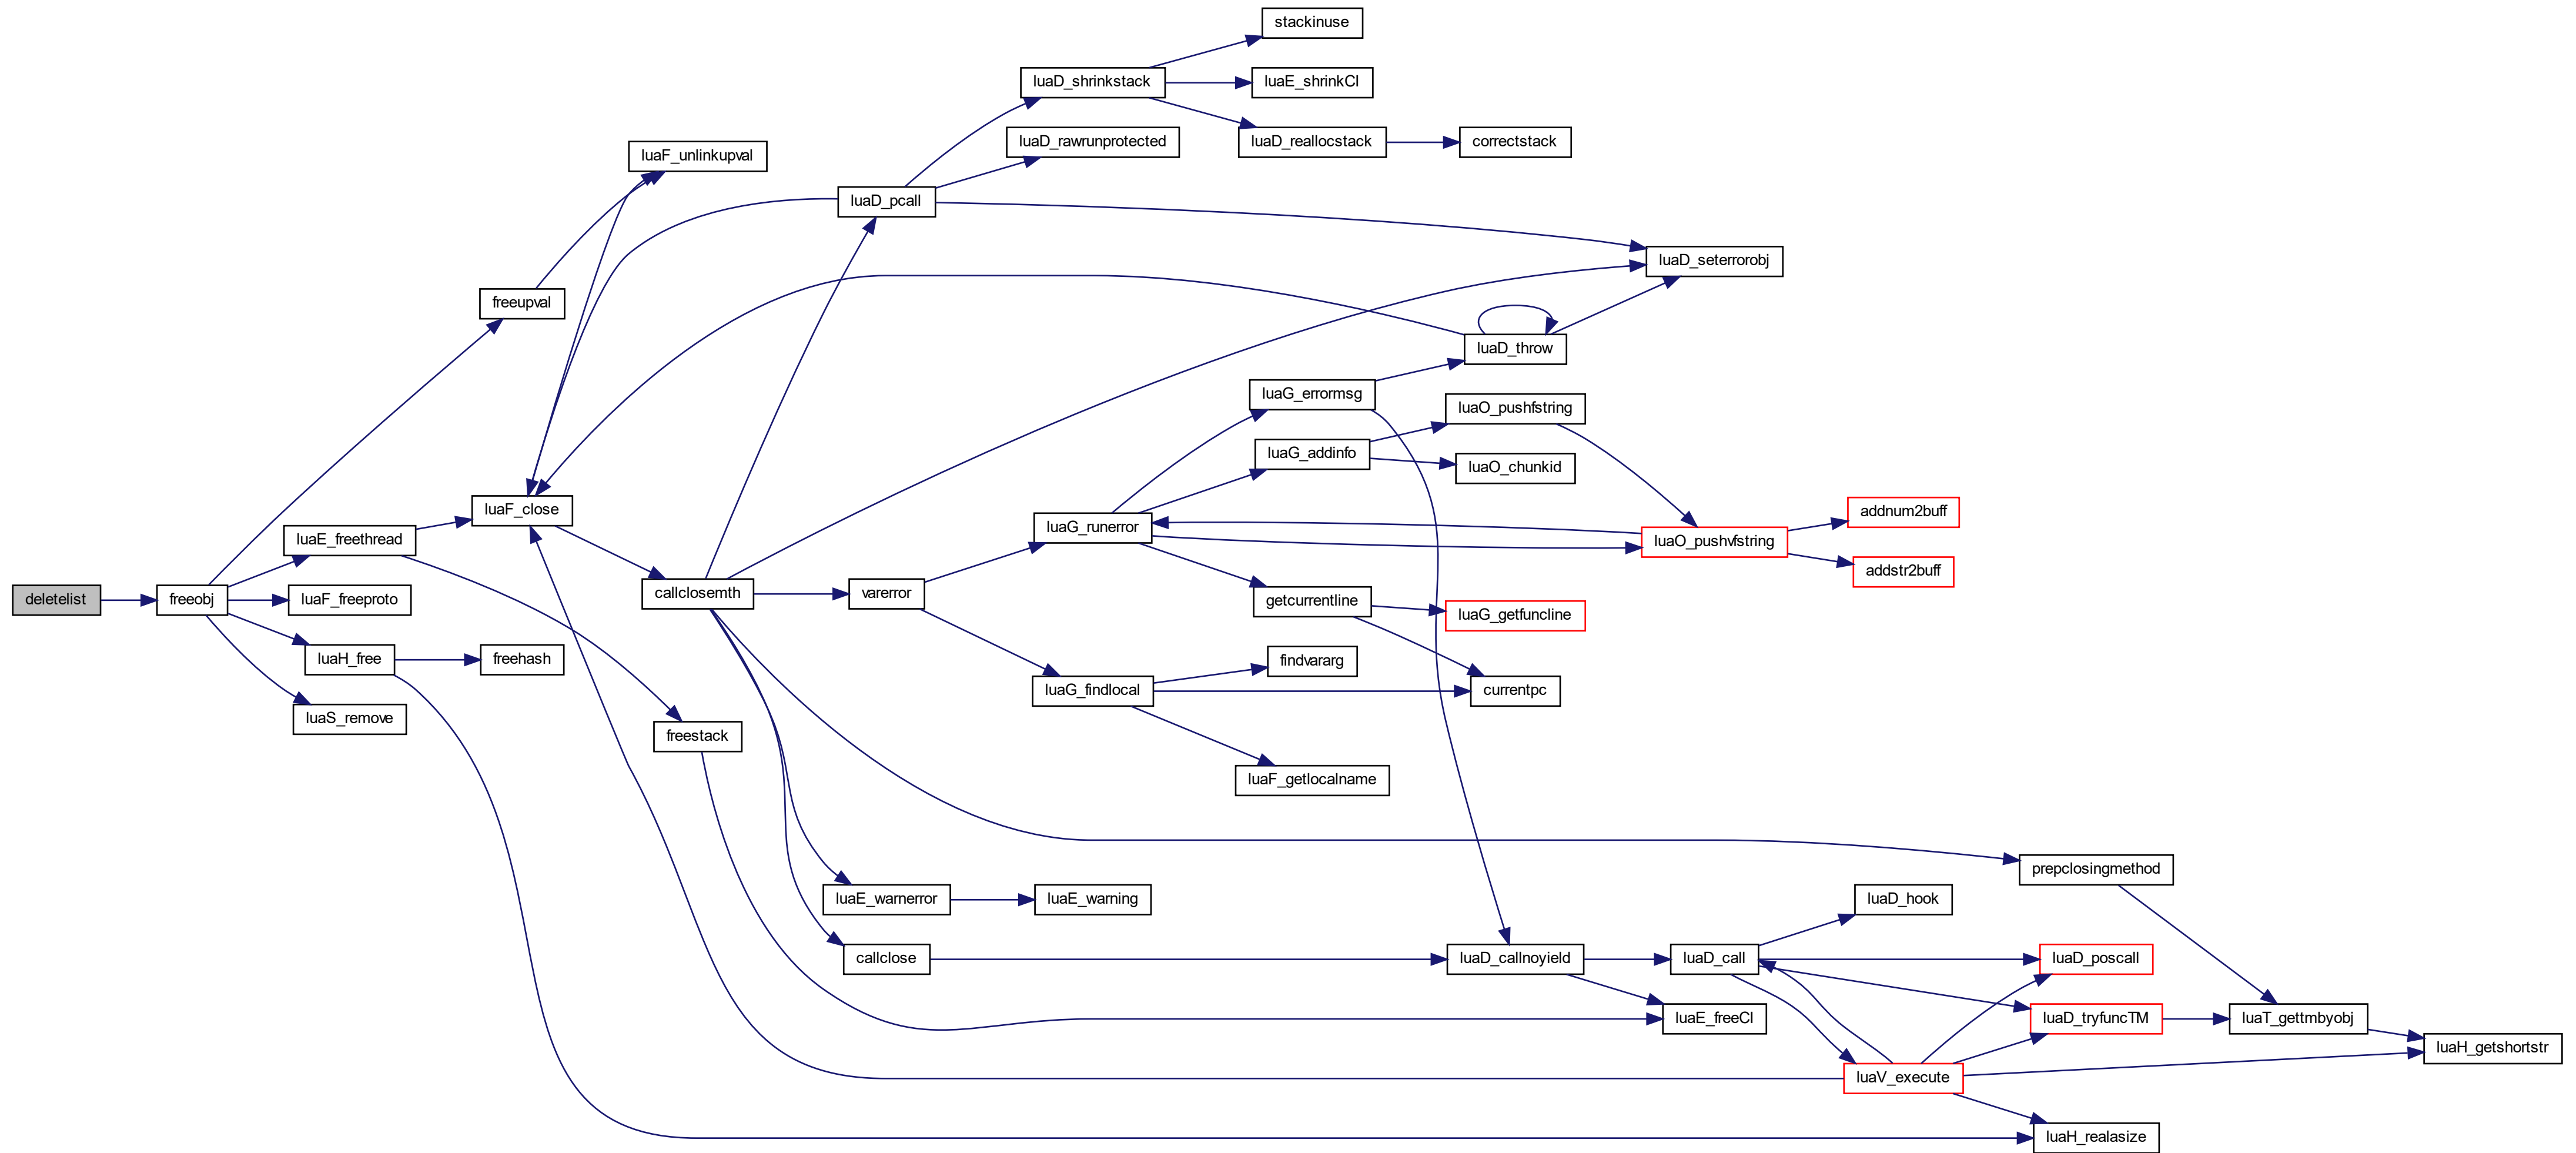 stackinuse
luaD_shrinkstack
luaE_shrinkCI
luaD_rawrunprotected
luaD_reallocstack
correctstack
luaF_unlinkupval
luaD_pcall
luaD_seterrorobj
freeupval
luaD_throw
luaG_errormsg
luaO_pushfstring
luaG_addinfo
luaO_chunkid
luaF_close
addnum2buff
luaG_runerror
luaE_freethread
luaO_pushvfstring
addstr2buff
deletelist
freeobj
luaF_freeproto
callclosemth
varerror
getcurrentline
luaG_getfuncline
luaH_free
freehash
findvararg
luaG_findlocal
currentpc
luaS_remove
freestack
luaF_getlocalname
prepclosingmethod
luaE_warnerror
luaE_warning
luaD_hook
callclose
luaD_callnoyield
luaD_call
luaD_poscall
luaE_freeCI
luaD_tryfuncTM
luaT_gettmbyobj
luaH_getshortstr
luaV_execute
luaH_realasize